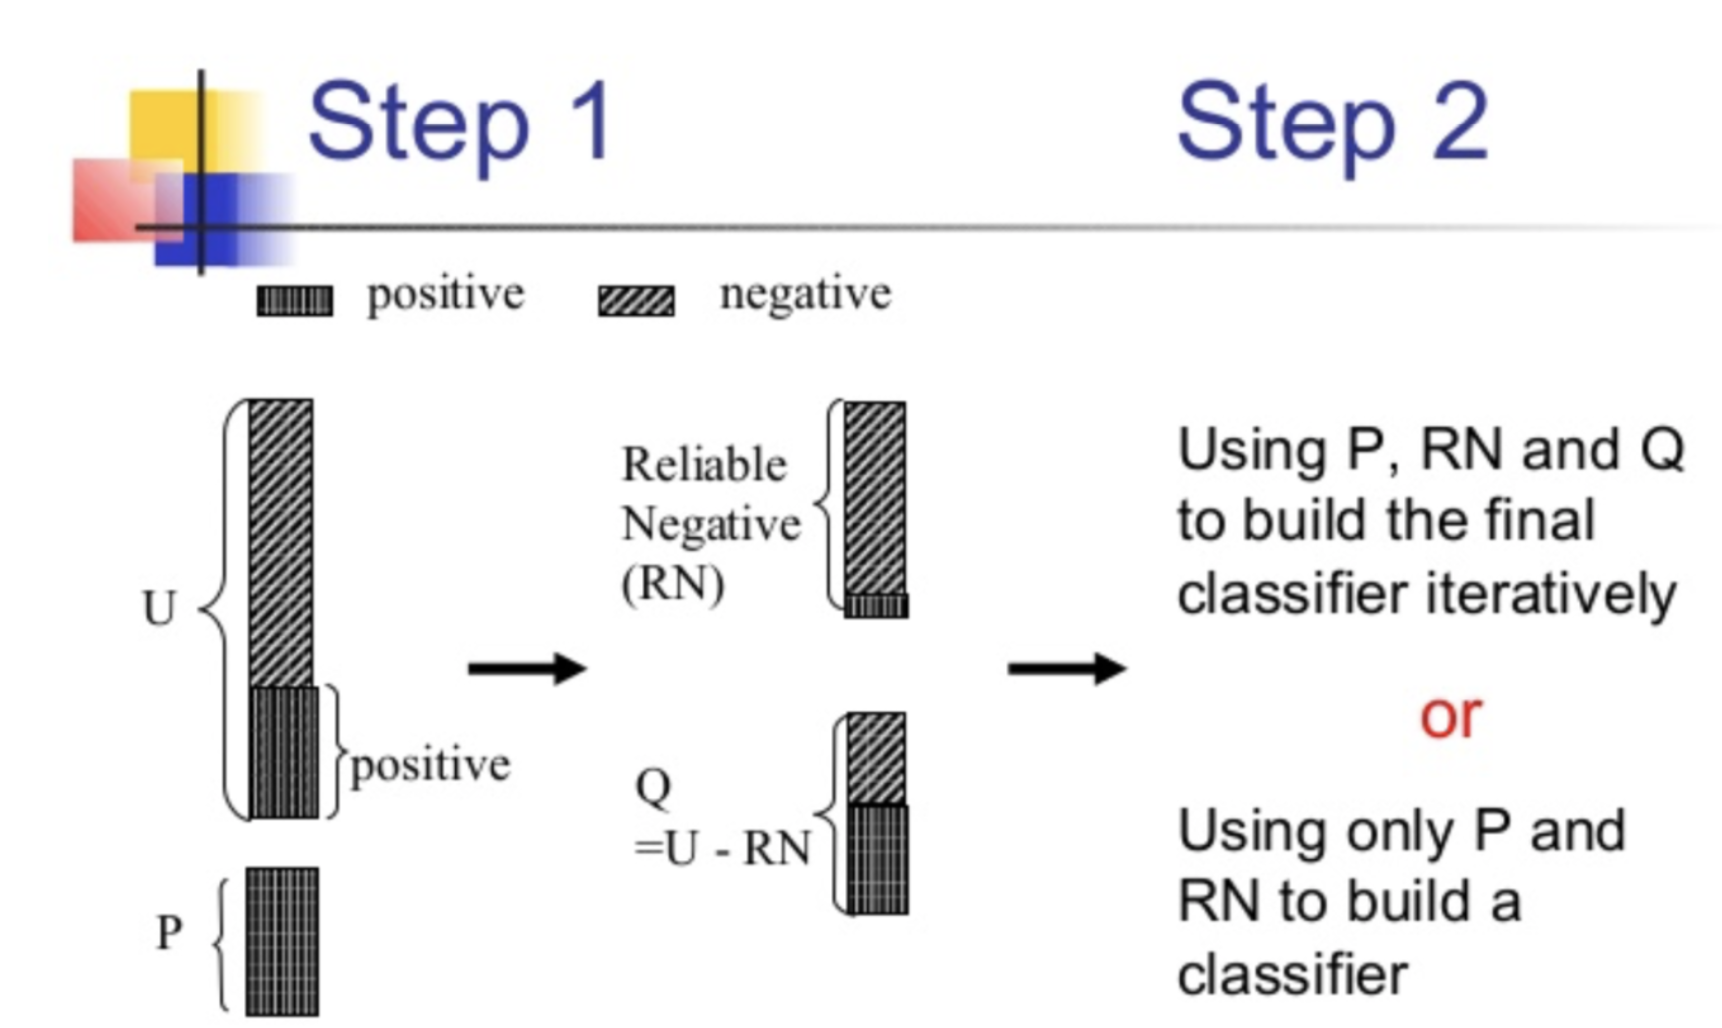 Step 1
Step 2
positive
negative
U
positive
P
Reliable
Negative
(RN)
Q
=U - RN
Using P, RN and Q
to build the final
classifier iteratively
or
Using only P and
RN to build a
classifier